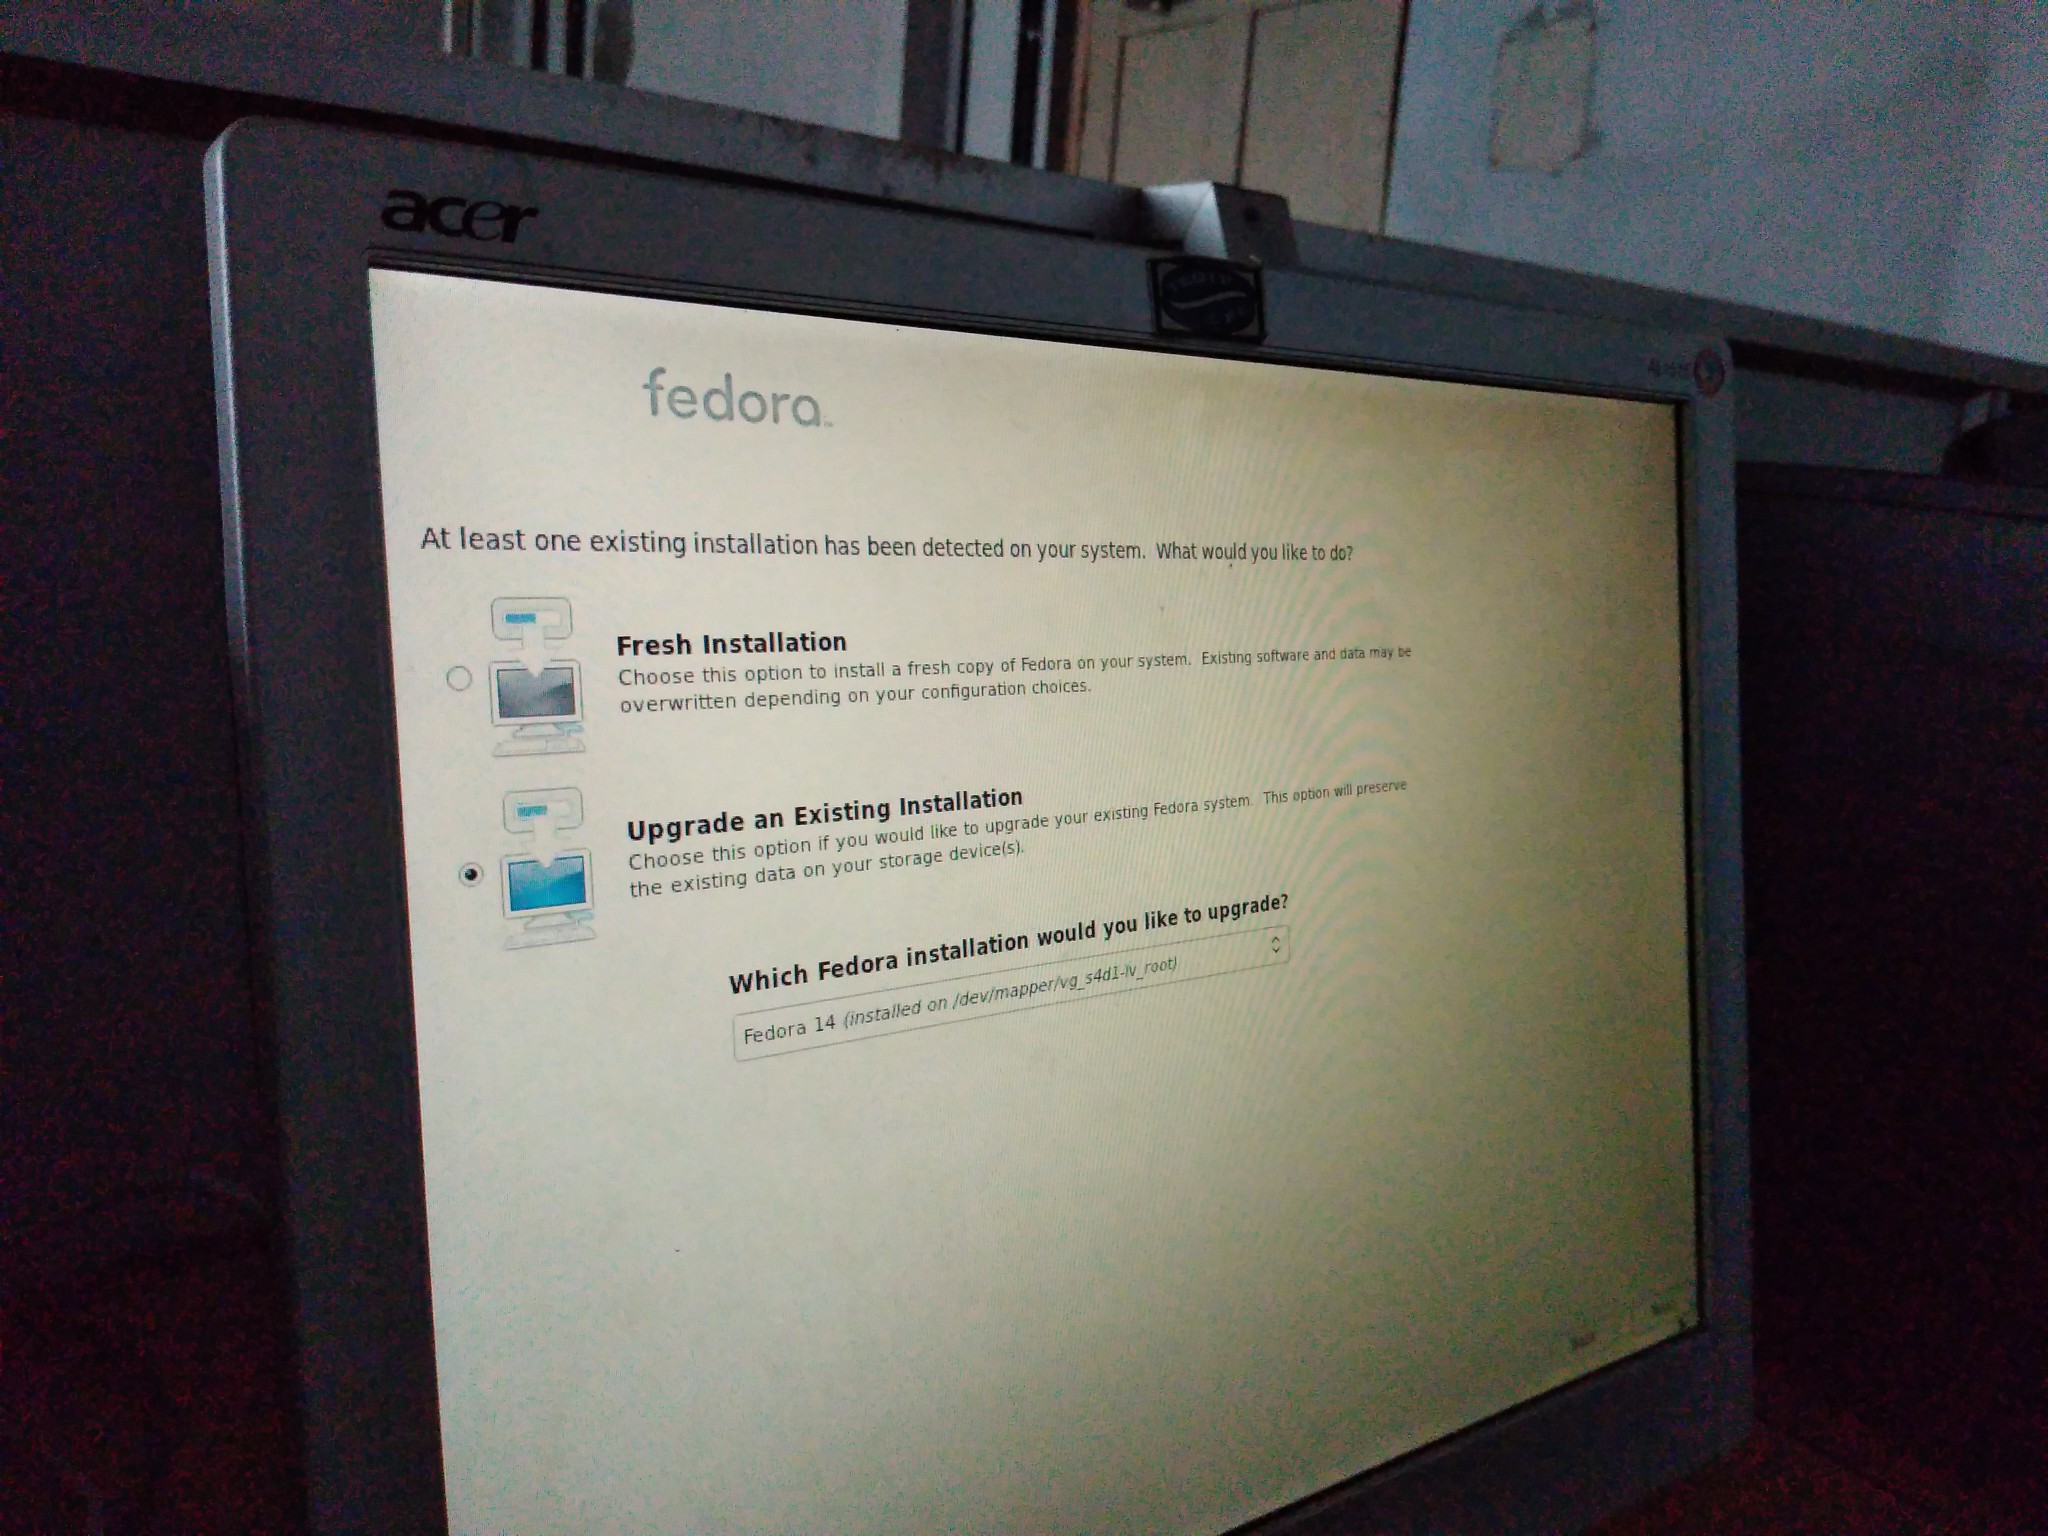 acer
fedora
At least one existing installation has been detected on your system. What would you like to do?
Fresh Installation
Choose this option to install a fresh copy of Fedora on your system. Existing software and data may be
overwritten depending on your configuration choices.
Upgrade an Existing Installation
Choose this option if you would like to upgrade your existing Fedora system. This option will preserve
the existing data on your storage device(s).
Which Fedora installation would you like to upgrade?
Fedora 14 (installed on /dev/mapper/vg_s4d1-lv_root)